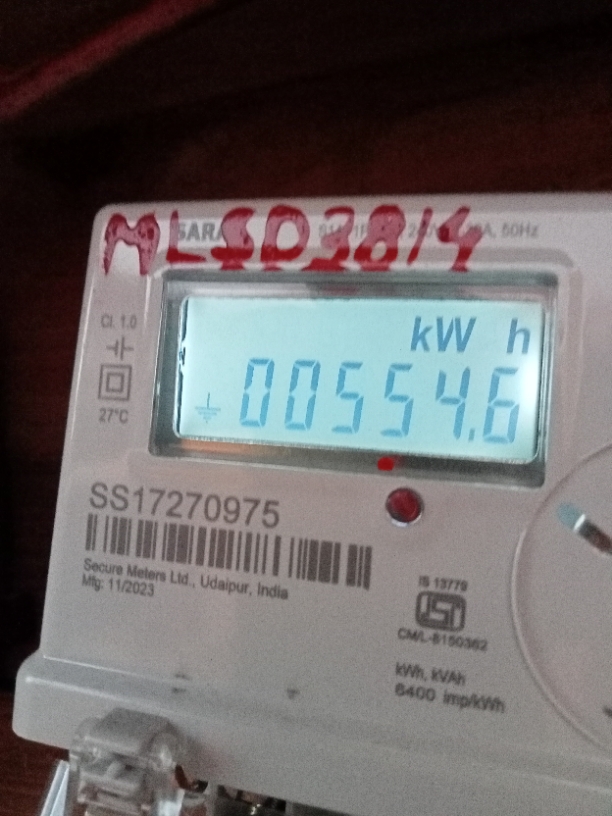 MLSD3814
50Hz
Cl. 1.0
27°C
kW h
00554.6
SS17270975
Secure Meters Ltd., Udaipur, India
Mfg: 11/2023
IS 13779
ISI
CM/L-8150362
kWh, kVAh
6400 imp/kWh